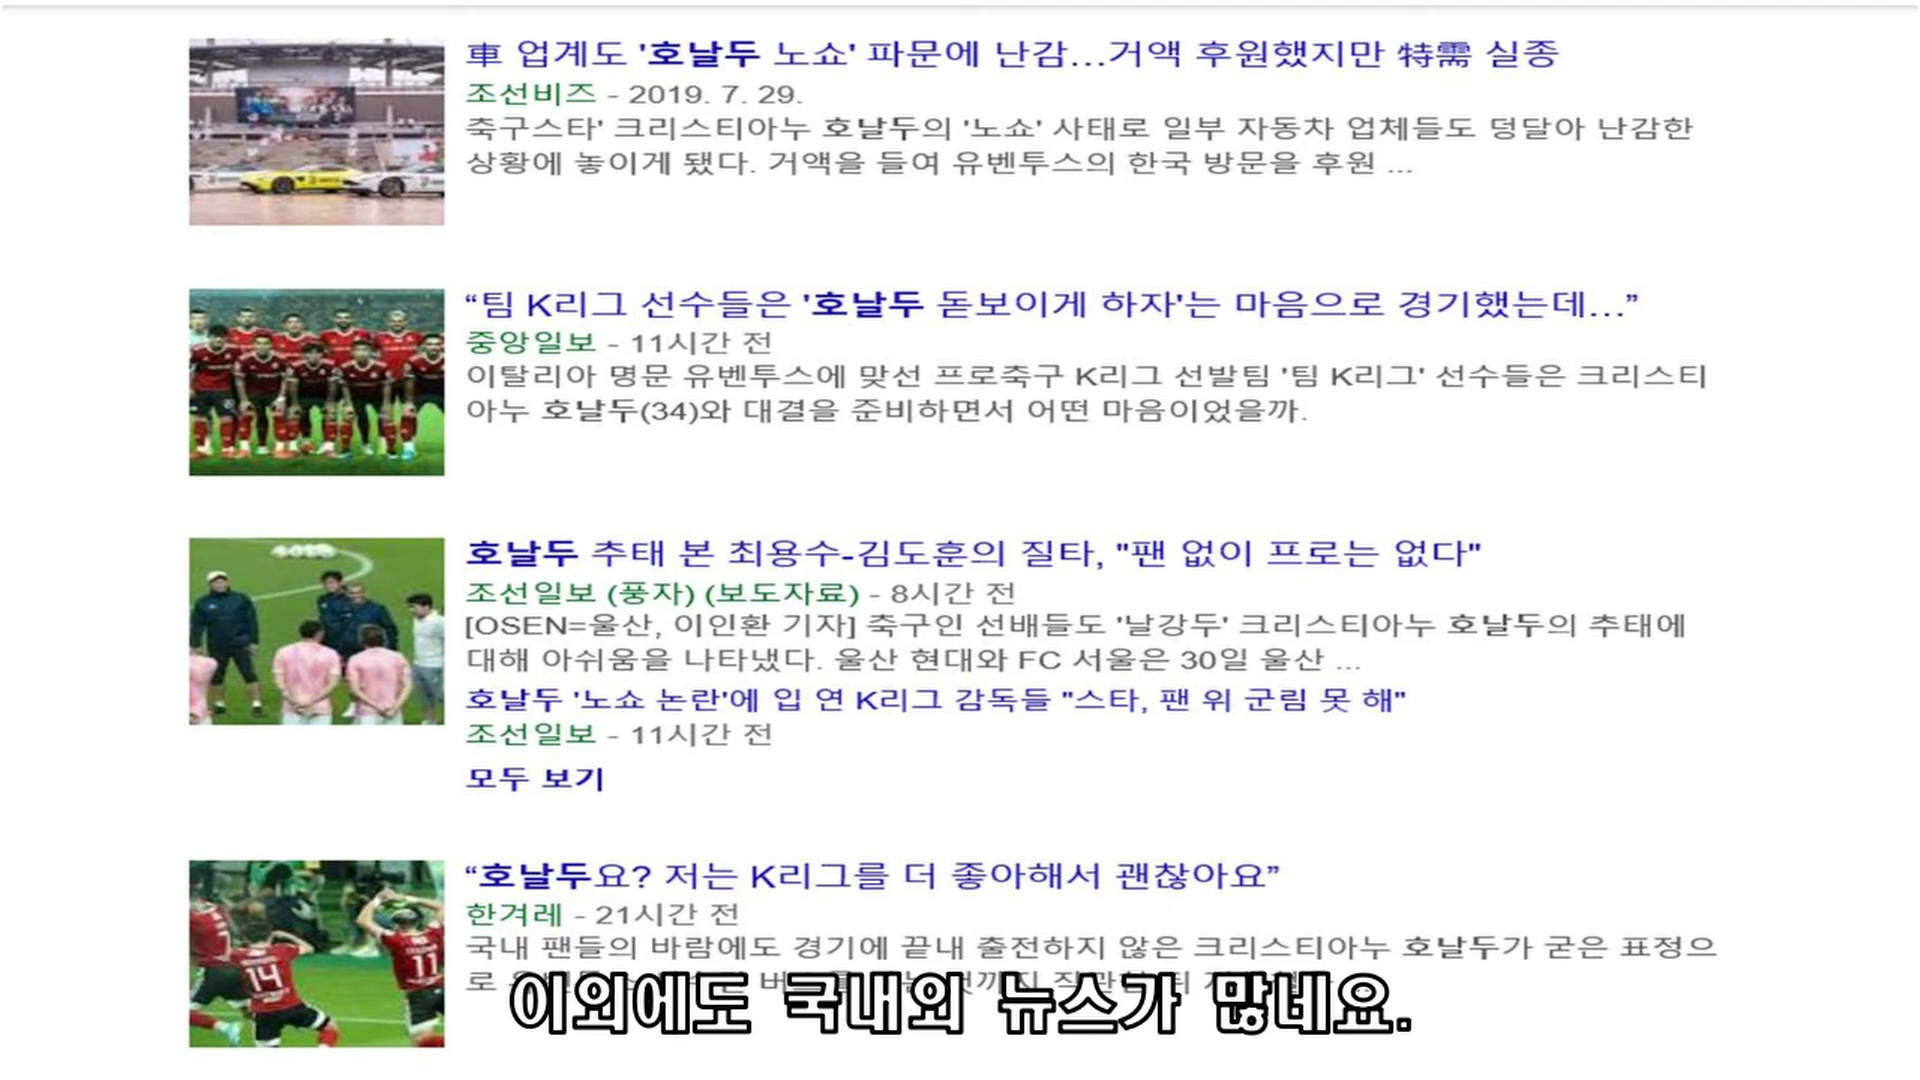 車 업계도 '호날두 노쇼' 파문에 난감...거액 후원했지만 特需 실종
조선비즈 - 2019. 7. 29.
축구스타' 크리스티아누 호날두의 '노쇼' 사태로 일부 자동차 업체들도 덩달아 난감한
상황에 놓이게 됐다. 거액을 들여 유벤투스의 한국 방문을 후원 ...
“팀 K리그 선수들은 '호날두 돋보이게 하자'는 마음으로 경기했는데...”
중앙일보 - 11시간 전
이탈리아 명문 유벤투스에 맞선 프로축구 K리그 선발팀 '팀 K리그' 선수들은 크리스티
아누 호날두(34)와 대결을 준비하면서 어떤 마음이었을까.
호날두 추태 본 최용수-김도훈의 질타, "팬 없이 프로는 없다"
조선일보 (풍자) (보도자료) - 8시간 전
[OSEN=울산, 이인환 기자] 축구인 선배들도 '날강두' 크리스티아누 호날두의 추태에
대해 아쉬움을 나타냈다. 울산 현대와 FC 서울은 30일 울산 ...
호날두 '노쇼 논란'에 입 연 K리그 감독들 "스타, 팬 위 군림 못 해"
조선일보 - 11시간 전
모두 보기
“호날두요? 저는 K리그를 더 좋아해서 괜찮아요”
한겨레 - 21시간 전
국내 팬들의 바람에도 경기에 끝내 출전하지 않은 크리스티아누 호날두가 굳은 표정으
로
이외에도 국내외 뉴스가 많네요.
14
11